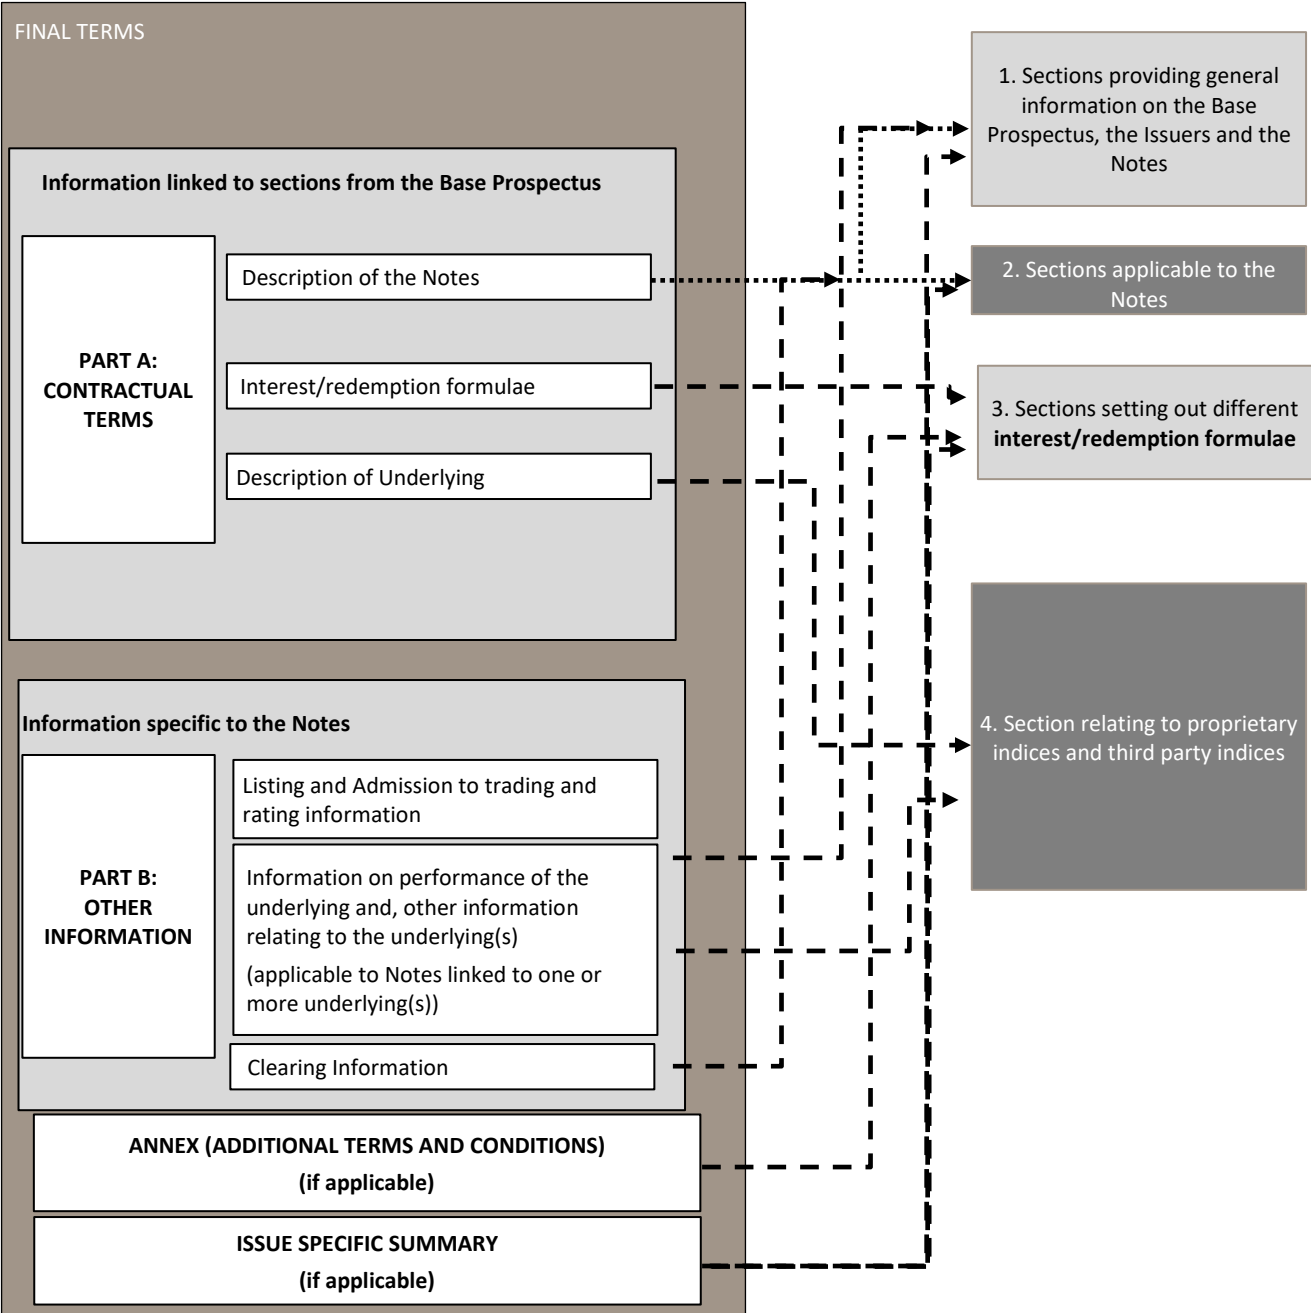 FINAL TERMS
Information linked to sections from the Base Prospectus
PART A:
CONTRACTUAL
TERMS
Description of the Notes
Interest/redemption formulae
Description of Underlying
Information specific to the Notes
PART B:
OTHER
INFORMATION
Listing and Admission to trading and
rating information
Information on performance of the
underlying and, other information
relating to the underlying(s)
(applicable to Notes linked to one or
more underlying(s))
Clearing Information
ANNEX (ADDITIONAL TERMS AND CONDITIONS)
(if applicable)
ISSUE SPECIFIC SUMMARY
(if applicable)
1. Sections providing general
information on the Base
Prospectus, the Issuers and the
Notes
2. Sections applicable to the
Notes
3. Sections setting out different
interest/redemption formulae
4. Section relating to proprietary
indices and third party indices